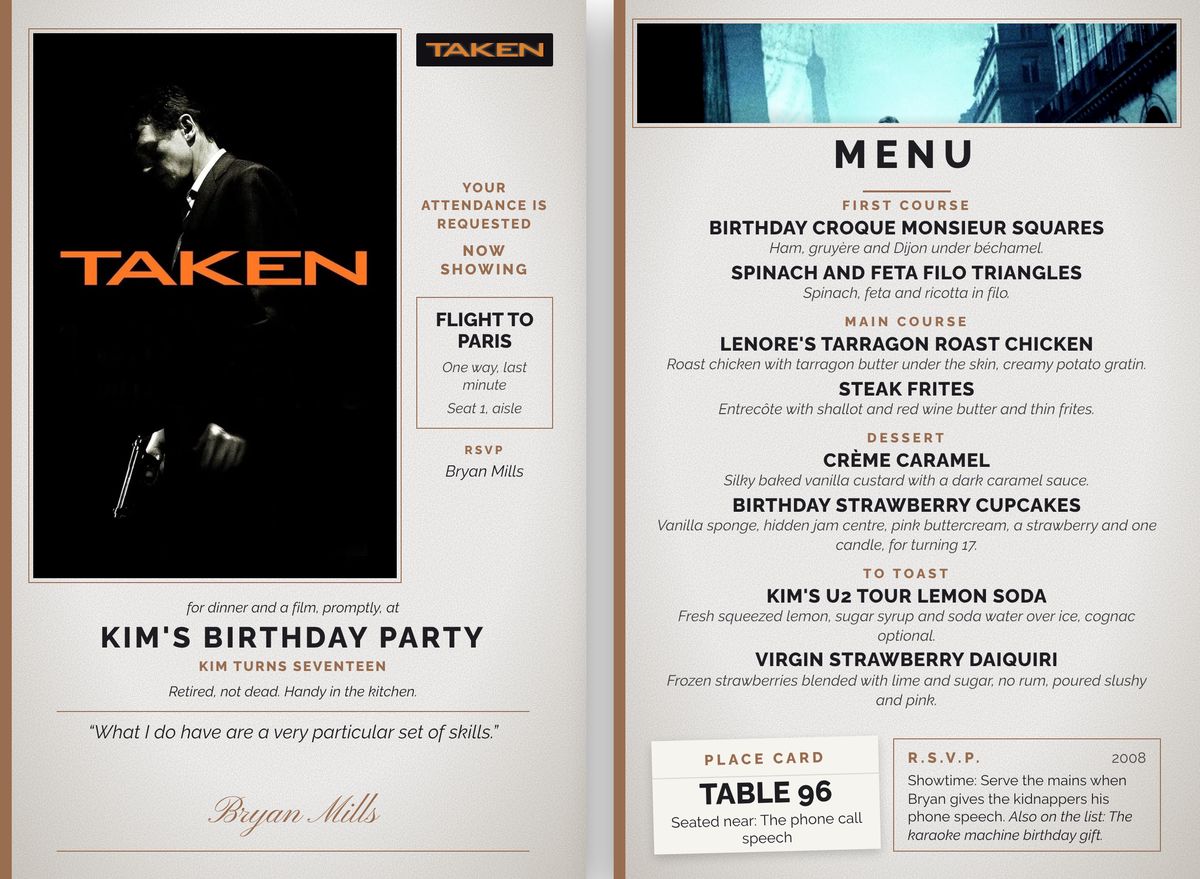 TAKEN
TAKEN
YOUR
ATTENDANCE IS
REQUESTED
NOW
SHOWING
FLIGHT TO
PARIS
One way, last
minute
Seat 1, aisle
RSVP
Bryan Mills
for dinner and a film, promptly, at
KIM'S BIRTHDAY PARTY
KIM TURNS SEVENTEEN
Retired, not dead. Handy in the kitchen.
“What I do have are a very particular set of skills.”
Bryan Mills
MENU
FIRST COURSE
BIRTHDAY CROQUE MONSIEUR SQUARES
Ham, gruyère and Dijon under béchamel.
SPINACH AND FETA FILO TRIANGLES
Spinach, feta and ricotta in filo.
MAIN COURSE
LENORE'S TARRAGON ROAST CHICKEN
Roast chicken with tarragon butter under the skin, creamy potato gratin.
STEAK FRITES
Entrecôte with shallot and red wine butter and thin frites.
DESSERT
CRÈME CARAMEL
Silky baked vanilla custard with a dark caramel sauce.
BIRTHDAY STRAWBERRY CUPCAKES
Vanilla sponge, hidden jam centre, pink buttercream, a strawberry and one
candle, for turning 17.
TO TOAST
KIM'S U2 TOUR LEMON SODA
Fresh squeezed lemon, sugar syrup and soda water over ice, cognac
optional.
VIRGIN STRAWBERRY DAIQUIRI
Frozen strawberries blended with lime and sugar, no rum, poured slushy
and pink.
PLACE CARD
TABLE 96
Seated near: The phone call
speech
R.S.V.P. 2008
Showtime: Serve the mains when
Bryan gives the kidnappers his
phone speech. Also on the list: The
karaoke machine birthday gift.